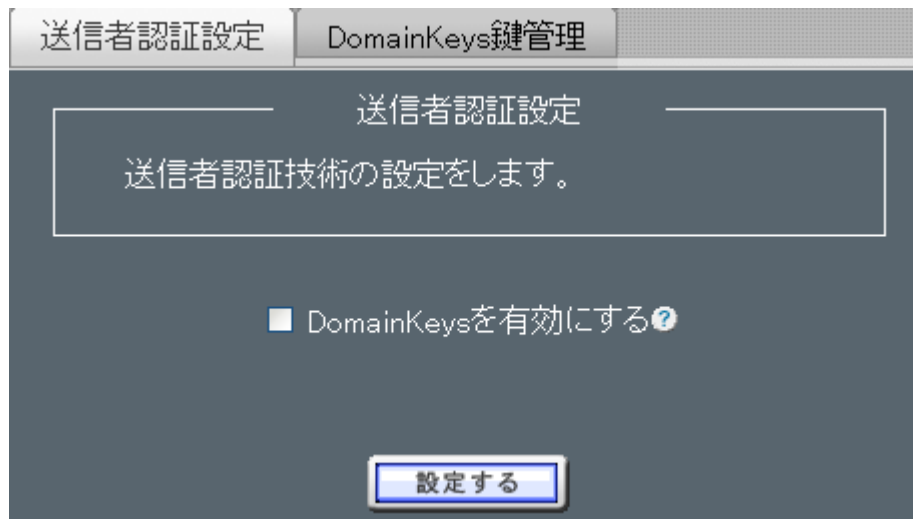 送信者認証設定
DomainKeys鍵管理
送信者認証設定
送信者認証技術の設定をします。
DomainKeysを有効にする?
設定する